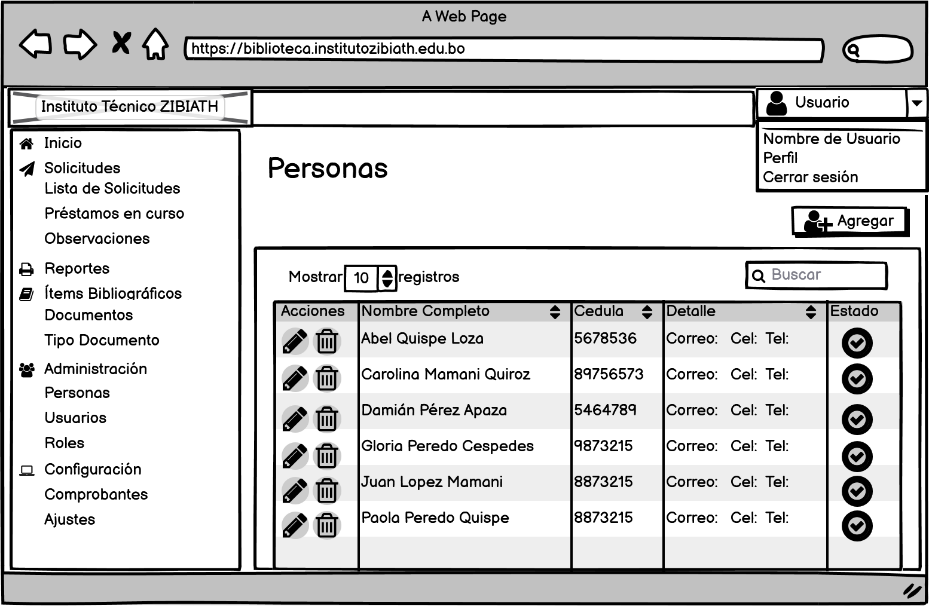 A Web Page
https://biblioteca.institutozibiath.edu.bo
Instituto Técnico ZIBIATH
Usuario
Nombre de Usuario
Perfil
Cerrar sesión
Inicio
Solicitudes
Lista de Solicitudes
Préstamos en curso
Observaciones
Reportes
Ítems Bibliográficos
Documentos
Tipo Documento
Administración
Personas
Usuarios
Roles
Configuración
Comprobantes
Ajustes
Personas
Agregar
Mostrar 10 registros
Buscar
Acciones Nombre Completo Cedula Detalle Estado
Abel Quispe Loza 5678536 Correo: Cel: Tel:
Carolina Mamani Quiroz 89756573 Correo: Cel: Tel:
Damián Pérez Apaza 5464789 Correo: Cel: Tel:
Gloria Peredo Cespedes 9873215 Correo: Cel: Tel:
Juan Lopez Mamani 8873215 Correo: Cel: Tel:
Paola Peredo Quispe 8873215 Correo: Cel: Tel: